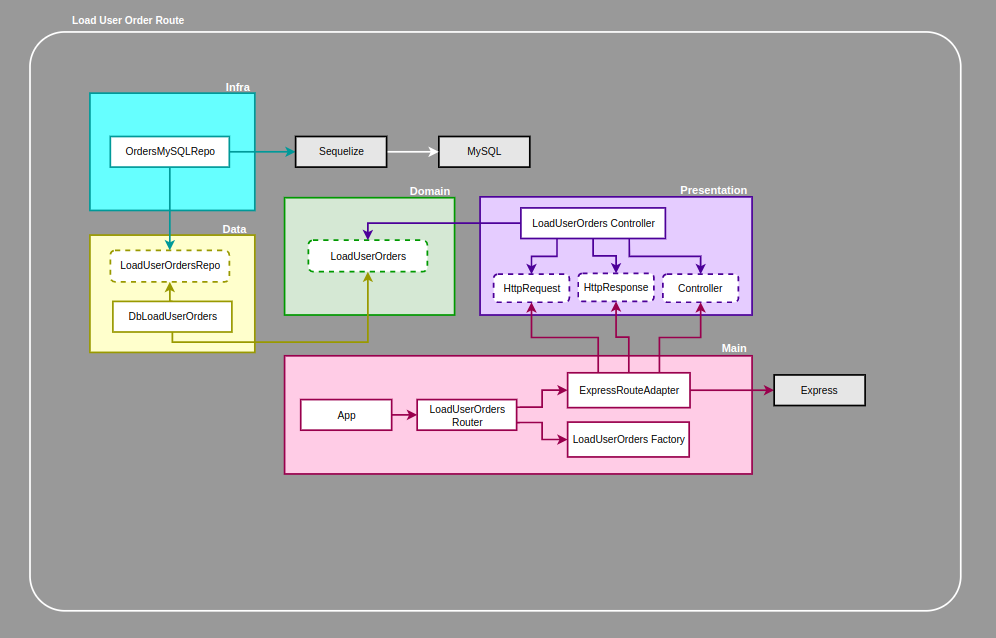 Load User Order Route
Infra
OrdersMySQLRepo
Sequelize
MySQL
Domain
Presentation
LoadUserOrders Controller
Data
LoadUserOrders
LoadUserOrdersRepo
HttpRequest
HttpResponse
Controller
DbLoadUserOrders
Main
ExpressRouteAdapter
Express
App
LoadUserOrders
Router
LoadUserOrders Factory